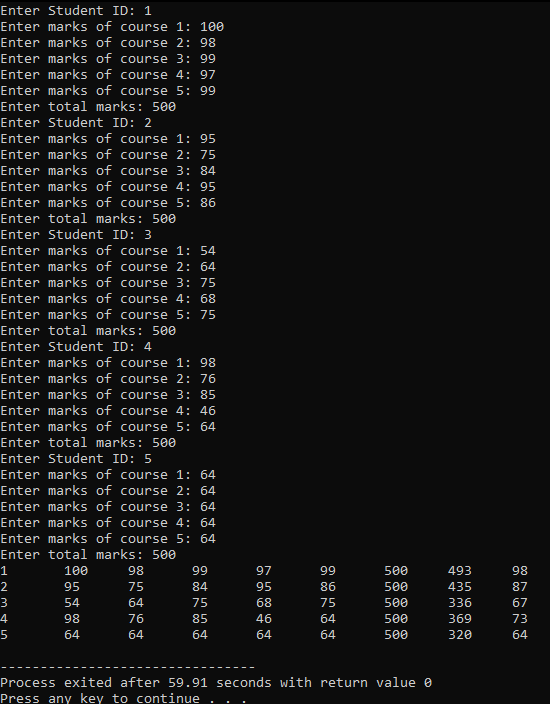 Enter Student ID: 1
Enter marks of course 1: 100
Enter marks of course 2: 98
Enter marks of course 3: 99
Enter marks of course 4: 97
Enter marks of course 5: 99
Enter total marks: 500
Enter Student ID: 2
Enter marks of course 1: 95
Enter marks of course 2: 75
Enter marks of course 3: 84
Enter marks of course 4: 95
Enter marks of course 5: 86
Enter total marks: 500
Enter Student ID: 3
Enter marks of course 1: 54
Enter marks of course 2: 64
Enter marks of course 3: 75
Enter marks of course 4: 68
Enter marks of course 5: 75
Enter total marks: 500
Enter Student ID: 4
Enter marks of course 1: 98
Enter marks of course 2: 76
Enter marks of course 3: 85
Enter marks of course 4: 46
Enter marks of course 5: 64
Enter total marks: 500
Enter Student ID: 5
Enter marks of course 1: 64
Enter marks of course 2: 64
Enter marks of course 3: 64
Enter marks of course 4: 64
Enter marks of course 5: 64
Enter total marks: 500
1       100     98      99      97      99      500     493     98
2       95      75      84      95      86      500     435     87
3       54      64      75      68      75      500     336     67
4       98      76      85      46      64      500     369     73
5       64      64      64      64      64      500     320     64
--------------------------------
Process exited after 59.91 seconds with return value 0
Press any key to continue . . .